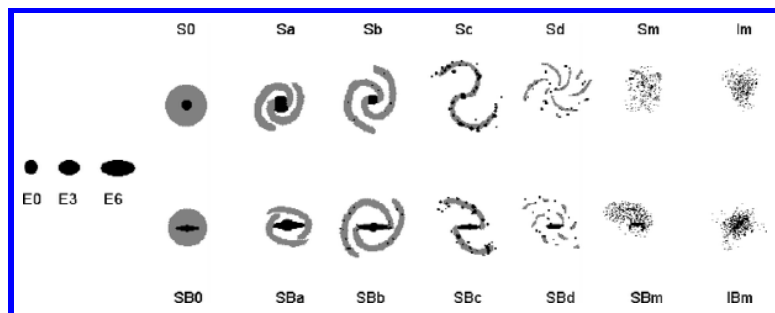 S0 Sa Sb Sc Sd Sm Im
E0 E3 E6
SB0 SBa SBb SBc SBd SBm IBm